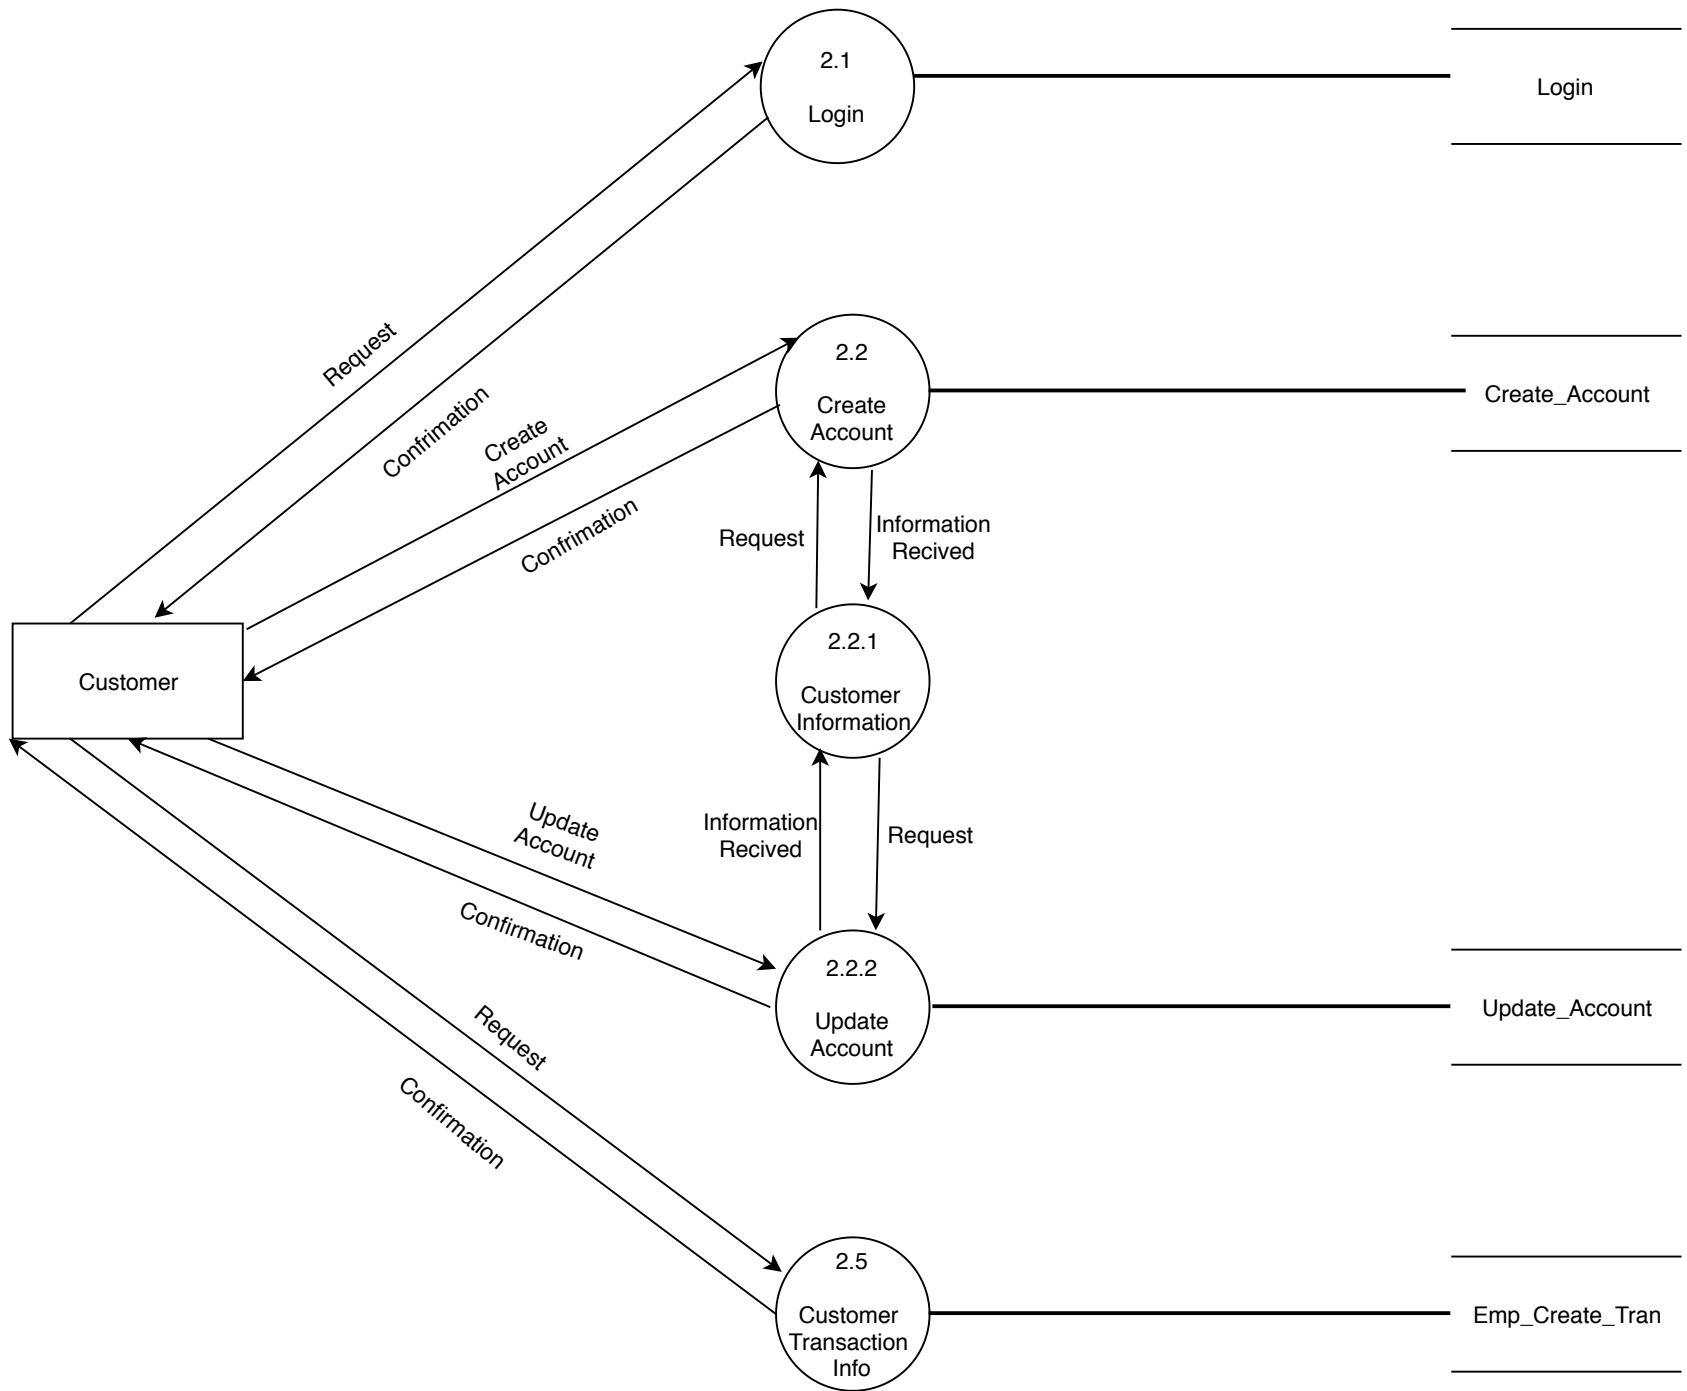 2.1
Login
Login
Request
Confrimation
2.2
Create
Account
Create_Account
Create
Account
Confrimation
Request
Information
Recived
2.2.1
Customer
Information
Customer
Update
Account
Information
Recived
Request
Confirmation
2.2.2
Update
Account
Update_Account
Request
Confirmation
2.5
Customer
Transaction
Info
Emp_Create_Tran